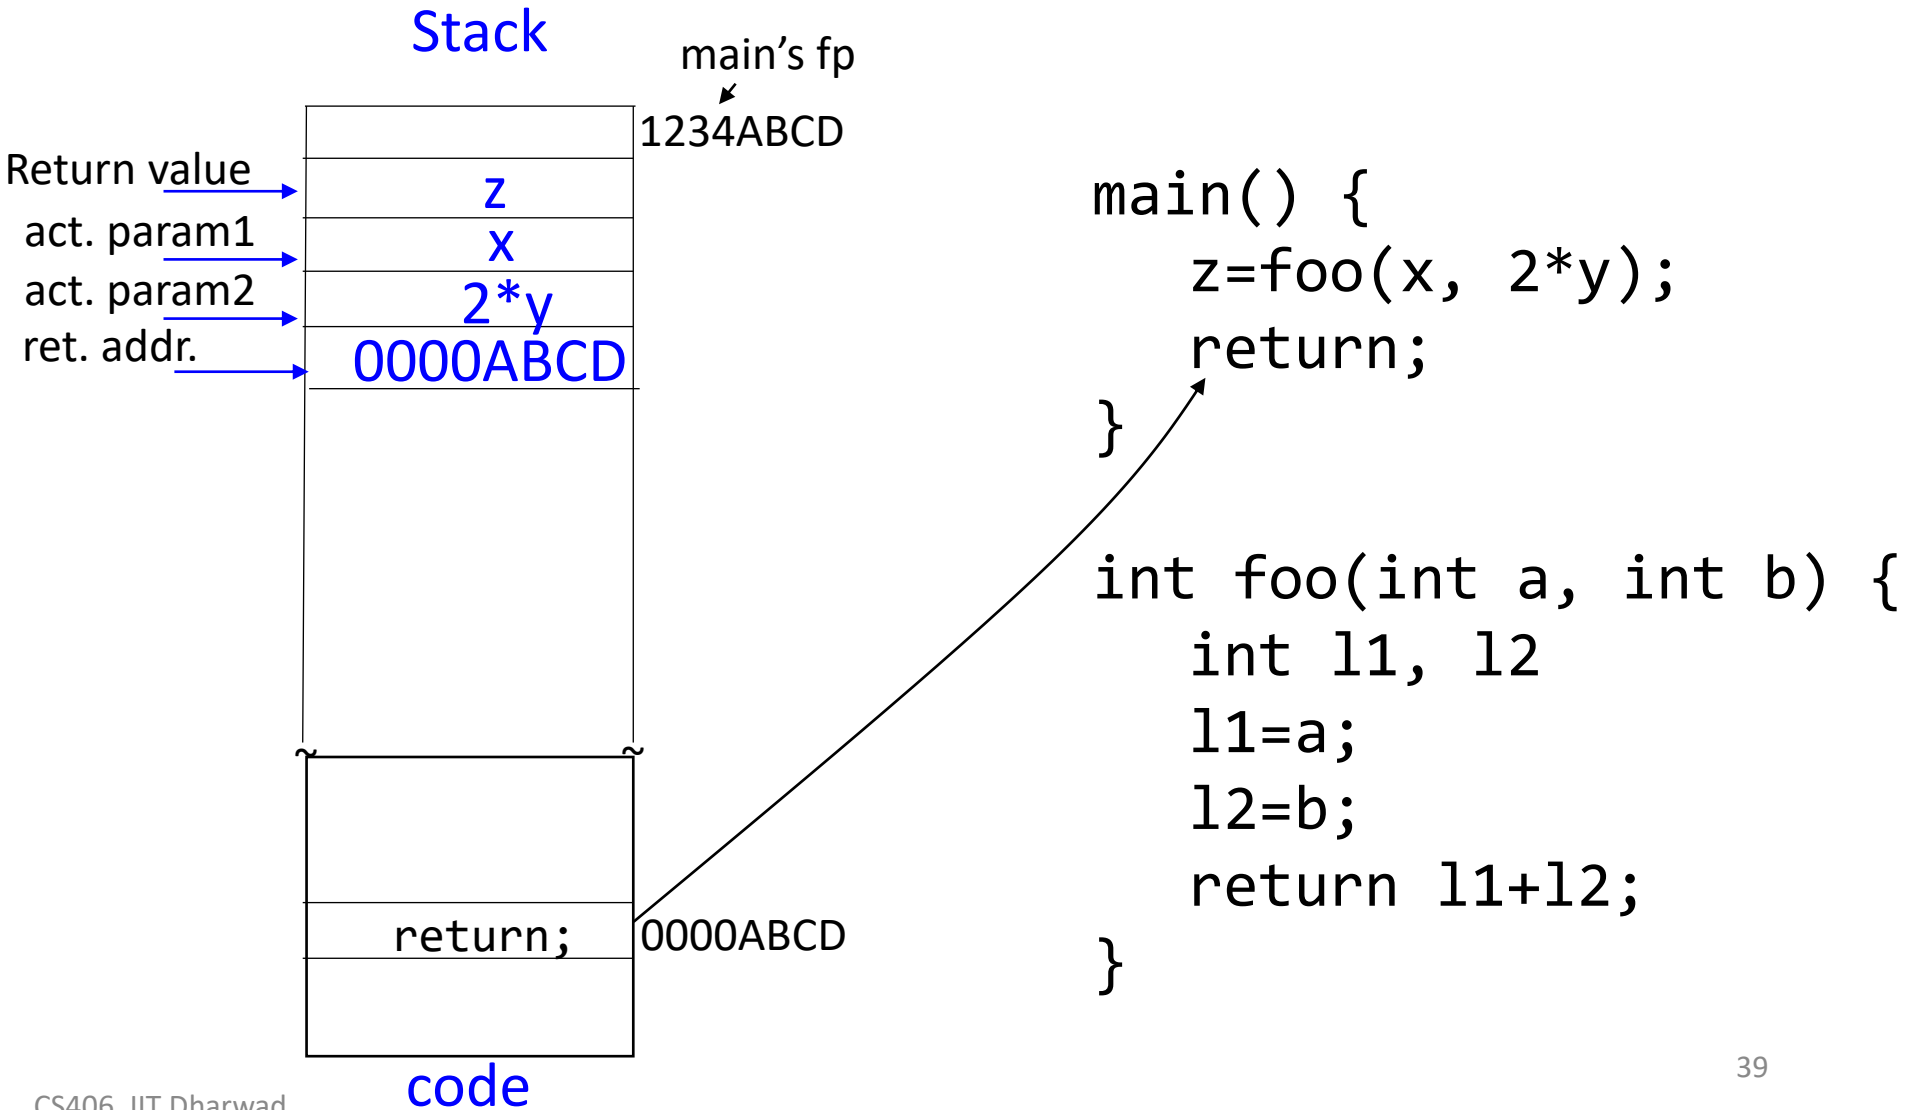 Stack
main's fp
1234ABCD
Return value
z
act. param1
x
act. param2
2*y
ret. addr.
0000ABCD
~
~
return;
0000ABCD
code
main() {
z=foo(x, 2*y);
return;
}
int foo(int a, int b) {
int l1, l2
l1=a;
l2=b;
return l1+l2;
}
CS406, IIT Dharwad
39